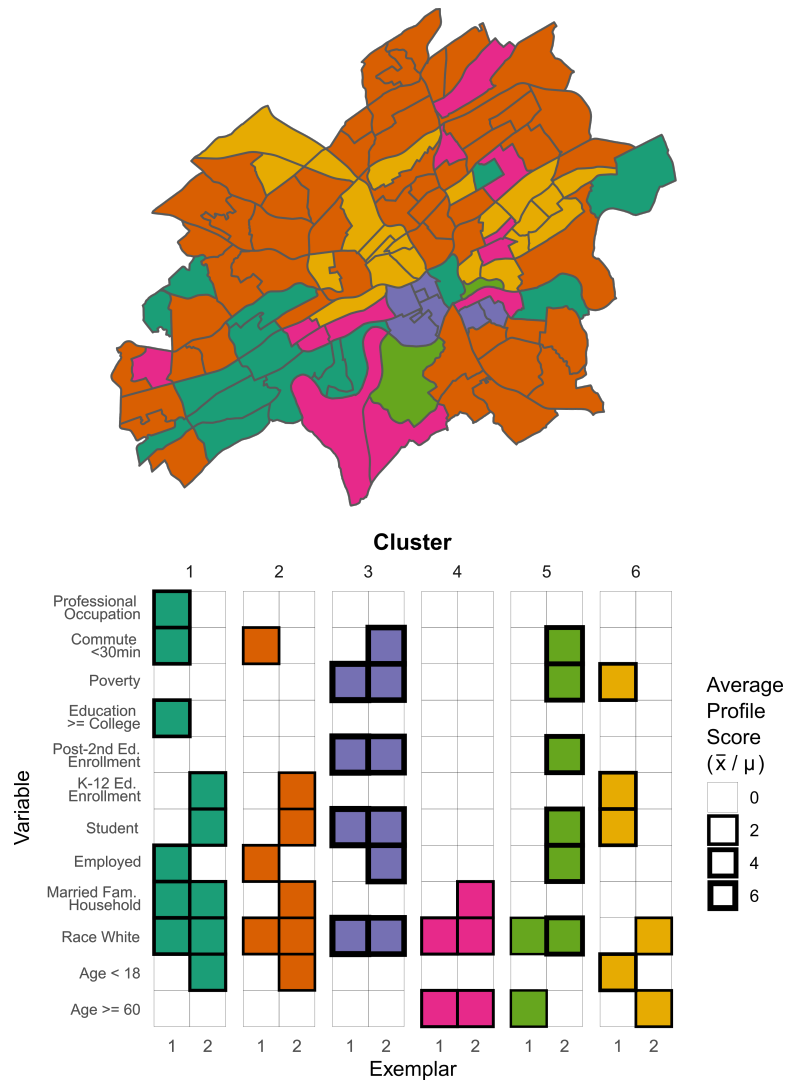 Cluster
1 2 3 4 5 6
Professional
Occupation
Commute
<30min
Poverty
Education
>= College
Post-2nd Ed.
Enrollment
K-12 Ed.
Enrollment
Student
Employed
Married Fam.
Household
Race White
Age < 18
Age >= 60
Variable
1 2 1 2 1 2 1 2 1 2 1 2
Exemplar
Average
Profile
Score
(x̅ / μ)
0
2
4
6